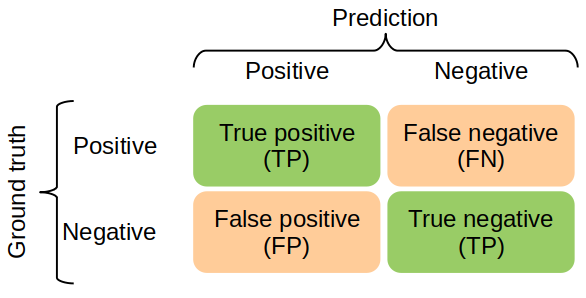 Prediction
Positive Negative
Ground truth
Positive
True positive
(TP)
False negative
(FN)
Negative
False positive
(FP)
True negative
(TP)